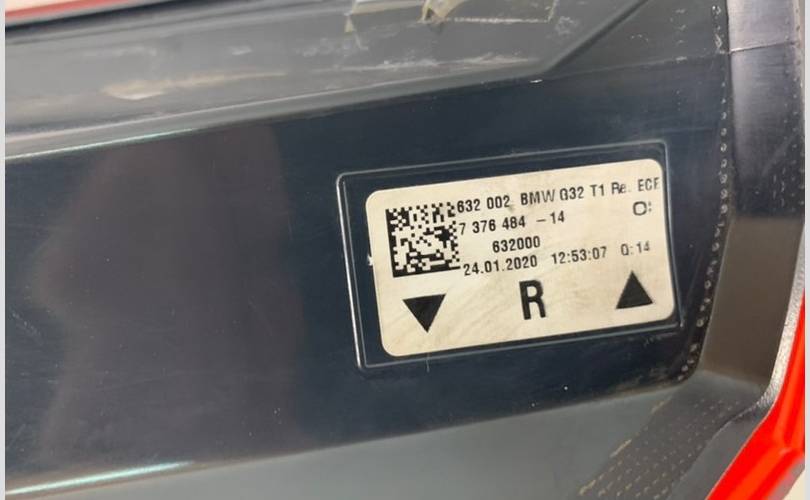 632 002 BMW G32 T1 Re. ECE
7 376 484 -14 O:
632000
24.01.2020 12:53:07 Q:14
R